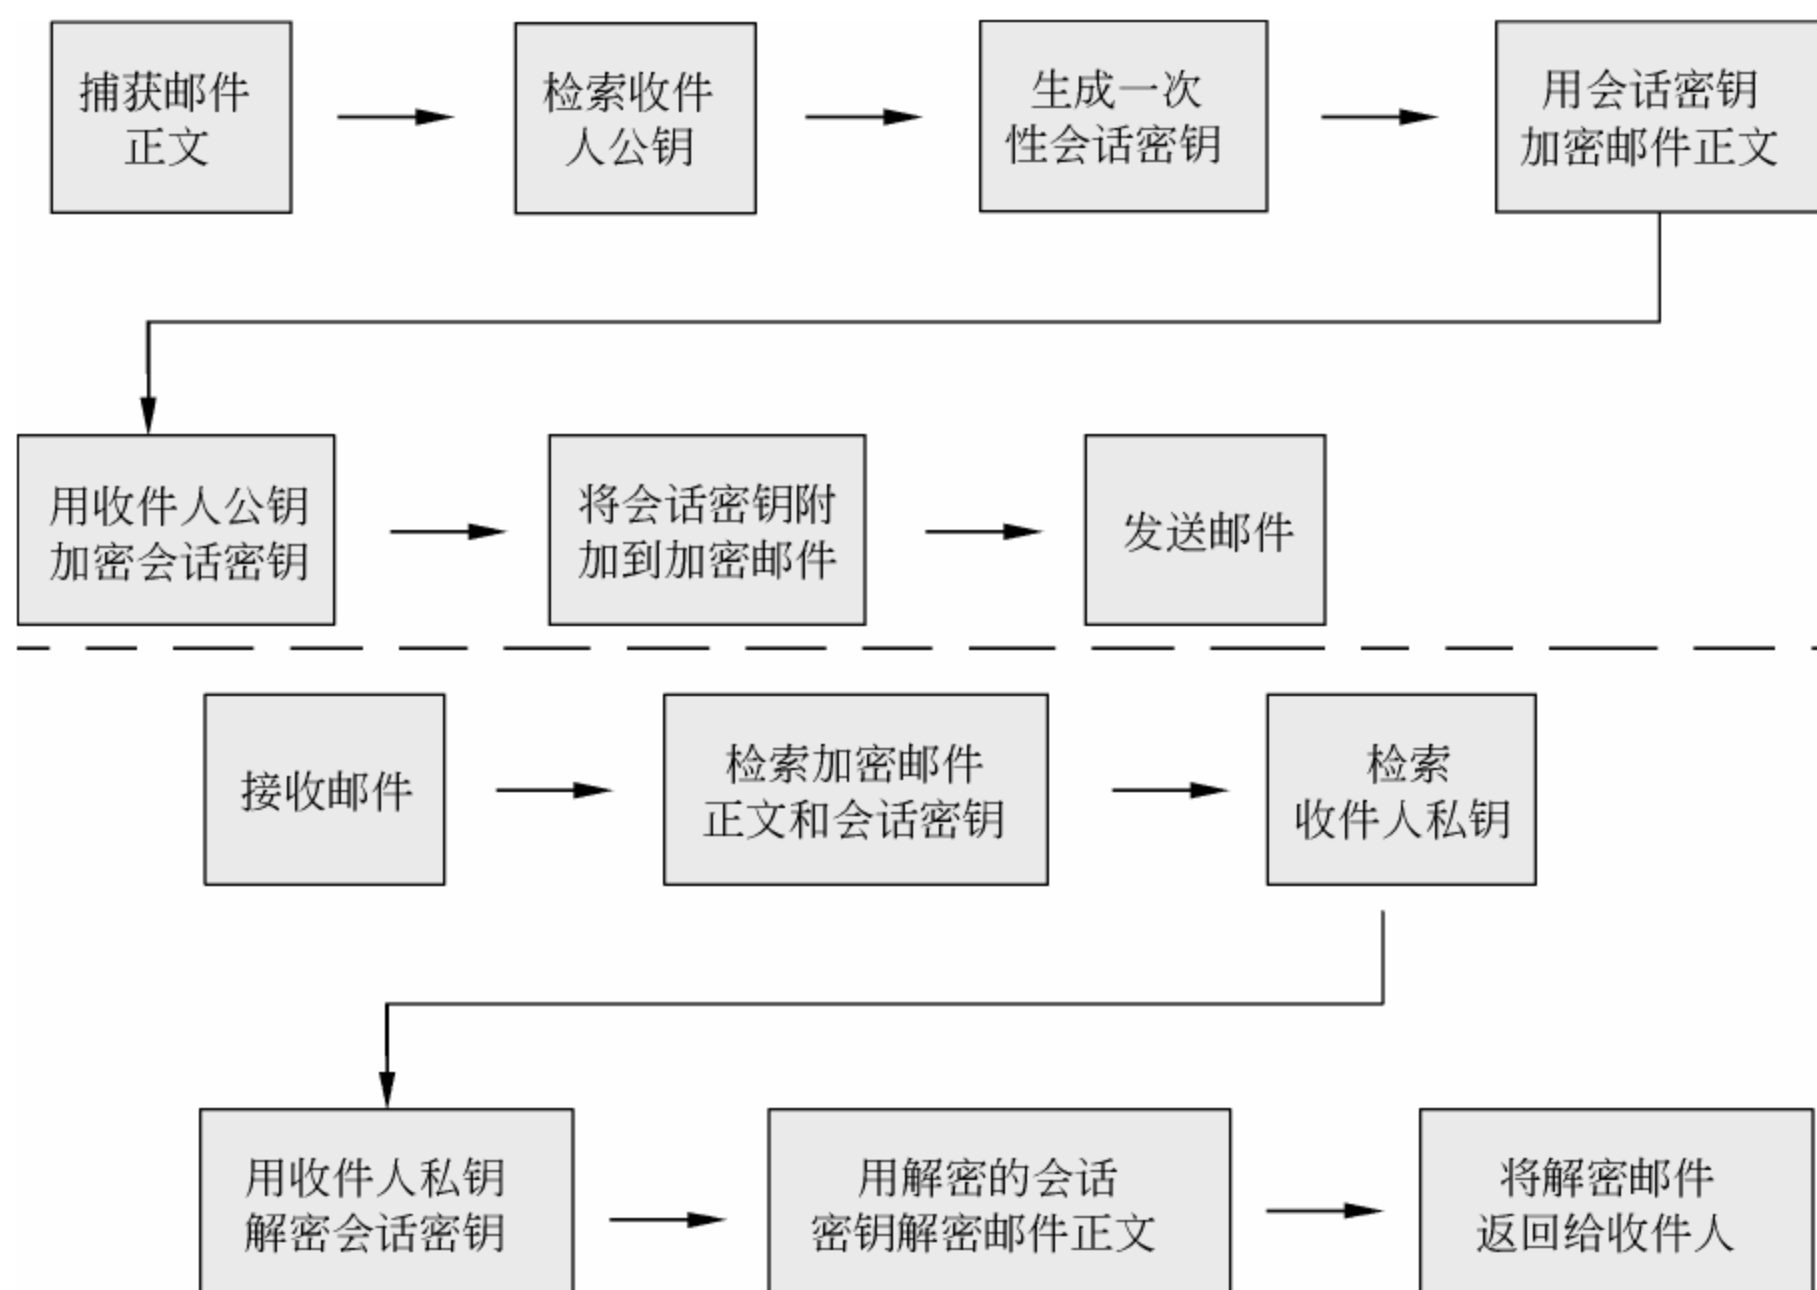 捕获邮件
正文
检索收件
人公钥
生成一次
性会话密钥
用会话密钥
加密邮件正文
用收件人公钥
加密会话密钥
将会话密钥附
加到加密邮件
发送邮件
接收邮件
检索加密邮件
正文和会话密钥
检索
收件人私钥
用收件人私钥
解密会话密钥
用解密的会话
密钥解密邮件正文
将解密邮件
返回给收件人